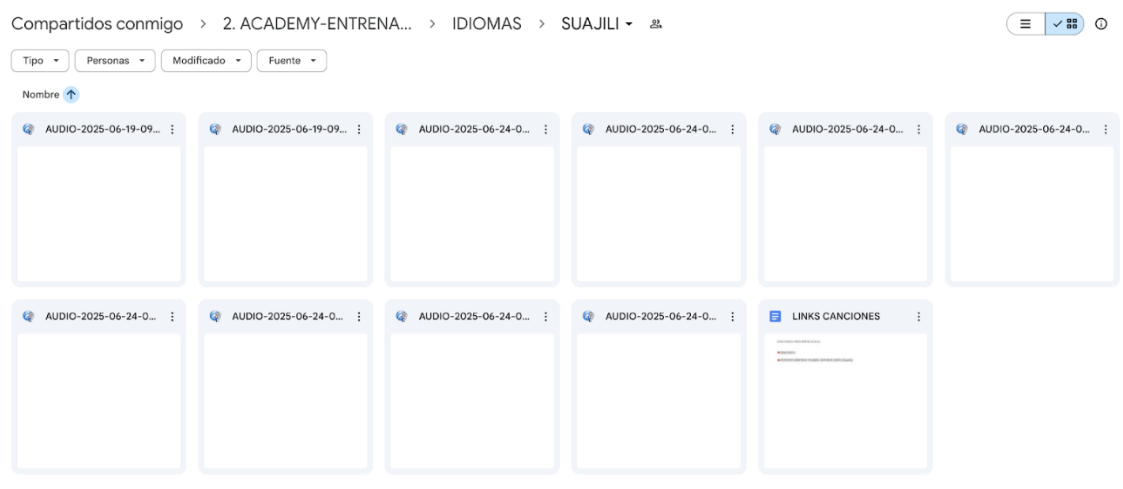 Compartidos conmigo > 2. ACADEMY-ENTRENA... > IDIOMAS > SUAJILI
Tipo Personas Modificado Fuente
Nombre
AUDIO-2025-06-19-09... AUDIO-2025-06-19-09... AUDIO-2025-06-24-0... AUDIO-2025-06-24-0... AUDIO-2025-06-24-0... AUDIO-2025-06-24-0...
AUDIO-2025-06-24-0... AUDIO-2025-06-24-0... AUDIO-2025-06-24-0... AUDIO-2025-06-24-0... LINKS CANCIONES